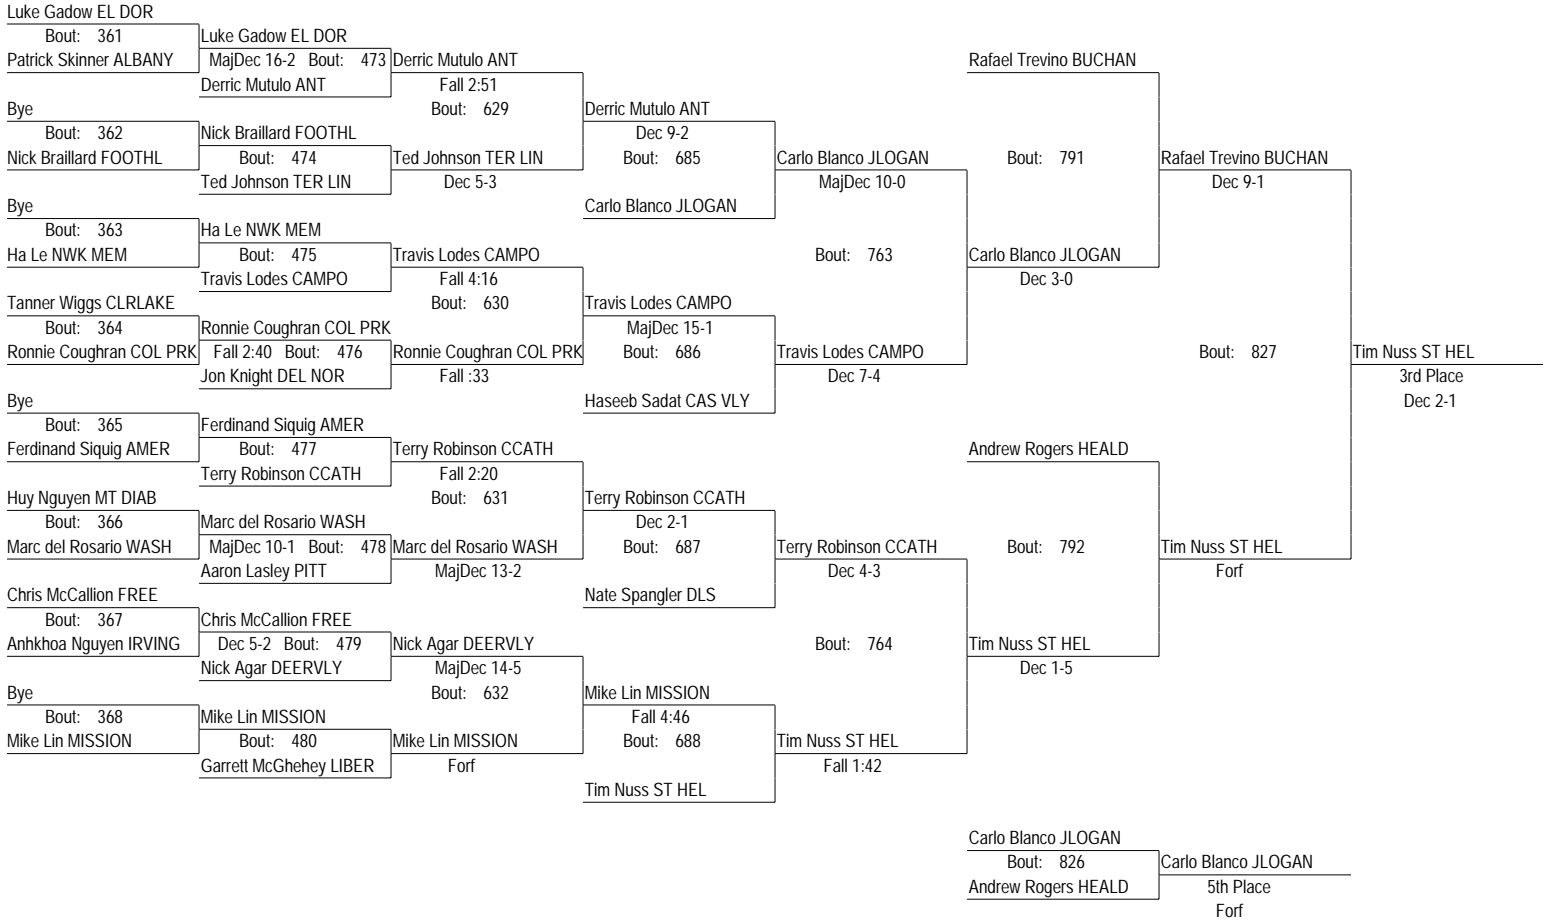 Luke Gadow EL DOR
Bout: 361
Luke Gadow EL DOR
Patrick Skinner ALBANY
MajDec 16-2 Bout: 473
Derric Mutulo ANT
Rafael Trevino BUCHAN
Derric Mutulo ANT
Fall 2:51
Bye
Bout: 629
Derric Mutulo ANT
Bout: 362
Nick Braillard FOOTHL
Dec 9-2
Nick Braillard FOOTHL
Bout: 474
Ted Johnson TER LIN
Bout: 685
Carlo Blanco JLOGAN
Bout: 791
Rafael Trevino BUCHAN
Ted Johnson TER LIN
Dec 5-3
MajDec 10-0
Dec 9-1
Bye
Carlo Blanco JLOGAN
Bout: 363
Ha Le NWK MEM
Ha Le NWK MEM
Bout: 475
Travis Lodes CAMPO
Bout: 763
Carlo Blanco JLOGAN
Travis Lodes CAMPO
Fall 4:16
Dec 3-0
Tanner Wiggs CLRLAKE
Bout: 630
Travis Lodes CAMPO
Bout: 364
Ronnie Coughran COL PRK
MajDec 15-1
Ronnie Coughran COL PRK
Fall 2:40 Bout: 476
Ronnie Coughran COL PRK
Bout: 686
Travis Lodes CAMPO
Bout: 827
Tim Nuss ST HEL
Jon Knight DEL NOR
Fall :33
Dec 7-4
3rd Place
Bye
Haseeb Sadat CAS VLY
Dec 2-1
Bout: 365
Ferdinand Siquig AMER
Ferdinand Siquig AMER
Bout: 477
Terry Robinson CCATH
Andrew Rogers HEALD
Terry Robinson CCATH
Fall 2:20
Huy Nguyen MT DIAB
Bout: 631
Terry Robinson CCATH
Bout: 366
Marc del Rosario WASH
Dec 2-1
Marc del Rosario WASH
MajDec 10-1 Bout: 478
Marc del Rosario WASH
Bout: 687
Terry Robinson CCATH
Bout: 792
Tim Nuss ST HEL
Aaron Lasley PITT
MajDec 13-2
Dec 4-3
Forf
Chris McCallion FREE
Nate Spangler DLS
Bout: 367
Chris McCallion FREE
Anhkhoa Nguyen IRVING
Dec 5-2 Bout: 479
Nick Agar DEERVLY
Bout: 764
Tim Nuss ST HEL
Nick Agar DEERVLY
MajDec 14-5
Dec 1-5
Bye
Bout: 632
Mike Lin MISSION
Bout: 368
Mike Lin MISSION
Fall 4:46
Mike Lin MISSION
Bout: 480
Mike Lin MISSION
Bout: 688
Tim Nuss ST HEL
Garrett McGhehey LIBER
Forf
Fall 1:42
Tim Nuss ST HEL
Carlo Blanco JLOGAN
Bout: 826
Carlo Blanco JLOGAN
Andrew Rogers HEALD
5th Place
Forf